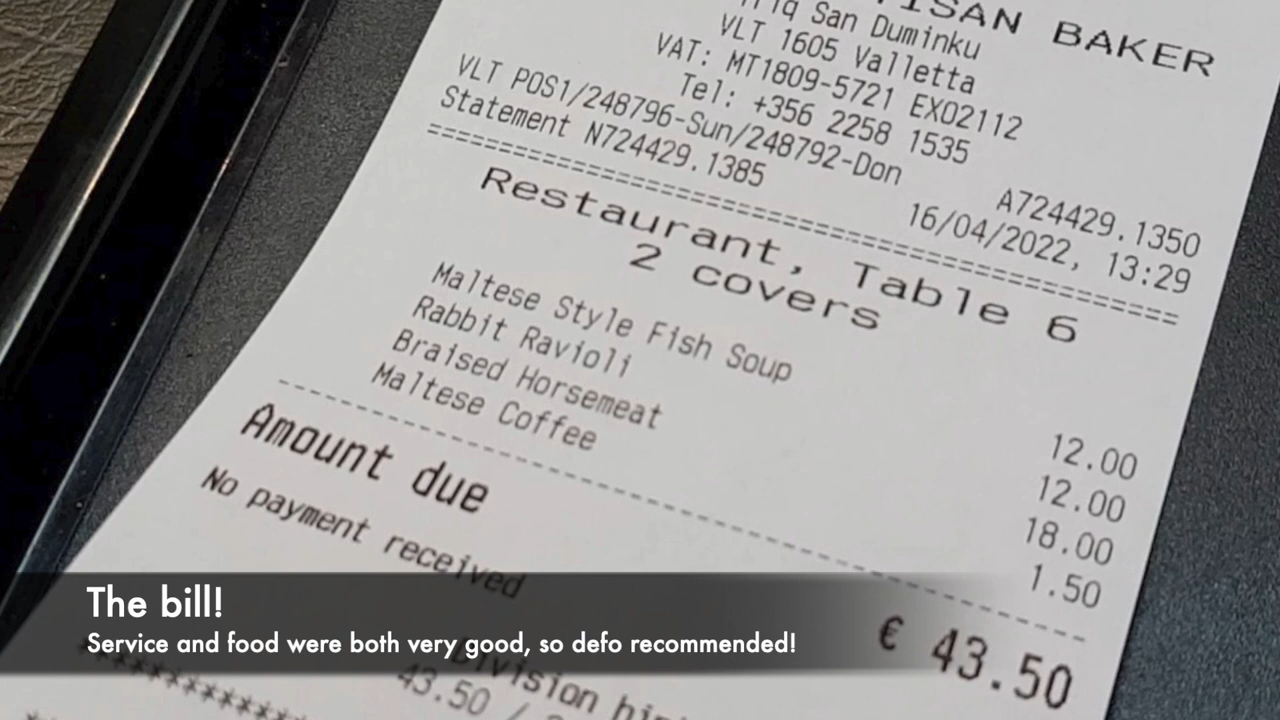 BAKER
San Duminku
VLT 1605 Valletta
VAT: MT1809-5721 EXO2112
Tel: +356 2258 1535
VLT POS1/248796-Sun/248792-Don
Statement N724429.1385
A724429.1350
16/04/2022, 13:29
Restaurant, Table 6
2 covers
Maltese Style Fish Soup 12.00
Rabbit Ravioli 12.00
Braised Horsemeat 18.00
Maltese Coffee 1.50
Amount due € 43.50
No payment received
The bill!
Service and food were both very good, so defo recommended!
Division
43.50 /